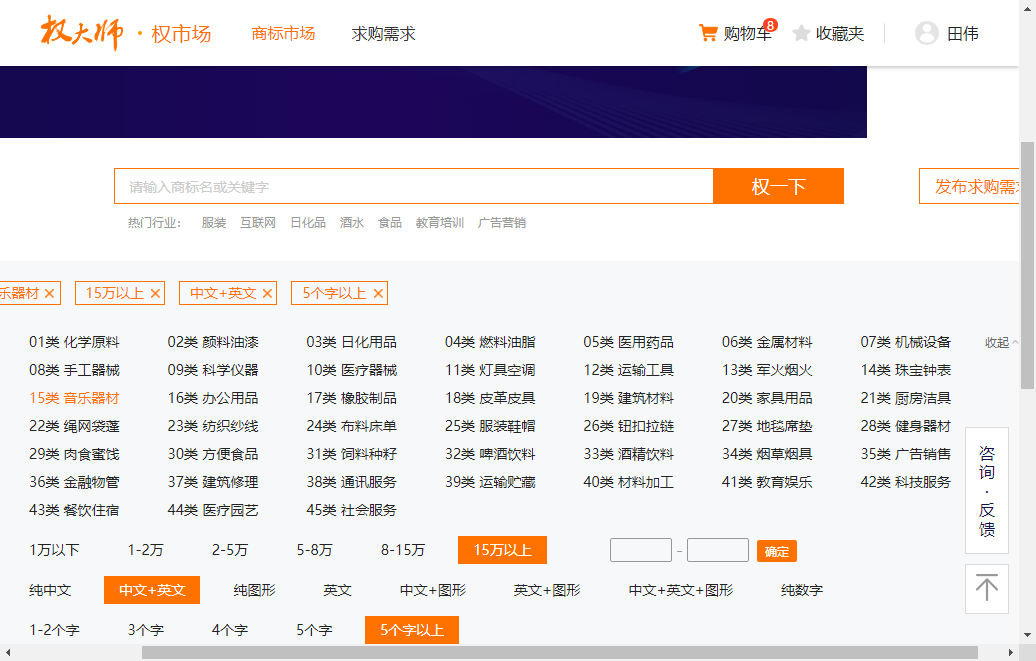 权大师 · 权市场 商标市场 求购需求 购物车 8 收藏夹 田伟
请输入商标名或关键字 权一下 发布求购需求
热门行业： 服装 互联网 日化品 酒水 食品 教育培训 广告营销
乐器材 × 15万以上 × 中文+英文 × 5个字以上 ×
01类 化学原料 02类 颜料油漆 03类 日化用品 04类 燃料油脂 05类 医用药品 06类 金属材料 07类 机械设备 收起
08类 手工器械 09类 科学仪器 10类 医疗器械 11类 灯具空调 12类 运输工具 13类 军火烟火 14类 珠宝钟表
15类 音乐器材 16类 办公用品 17类 橡胶制品 18类 皮革皮具 19类 建筑材料 20类 家具用品 21类 厨房洁具
22类 绳网袋蓬 23类 纺织纱线 24类 布料床单 25类 服装鞋帽 26类 钮扣拉链 27类 地毯席垫 28类 健身器材
29类 肉食蜜饯 30类 方便食品 31类 饲料种籽 32类 啤酒饮料 33类 酒精饮料 34类 烟草烟具 35类 广告销售
36类 金融物管 37类 建筑修理 38类 通讯服务 39类 运输贮藏 40类 材料加工 41类 教育娱乐 42类 科技服务
43类 餐饮住宿 44类 医疗园艺 45类 社会服务
1万以下 1-2万 2-5万 5-8万 8-15万 15万以上 - 确定
纯中文 中文+英文 纯图形 英文 中文+图形 英文+图形 中文+英文+图形 纯数字
1-2个字 3个字 4个字 5个字 5个字以上
咨询·反馈